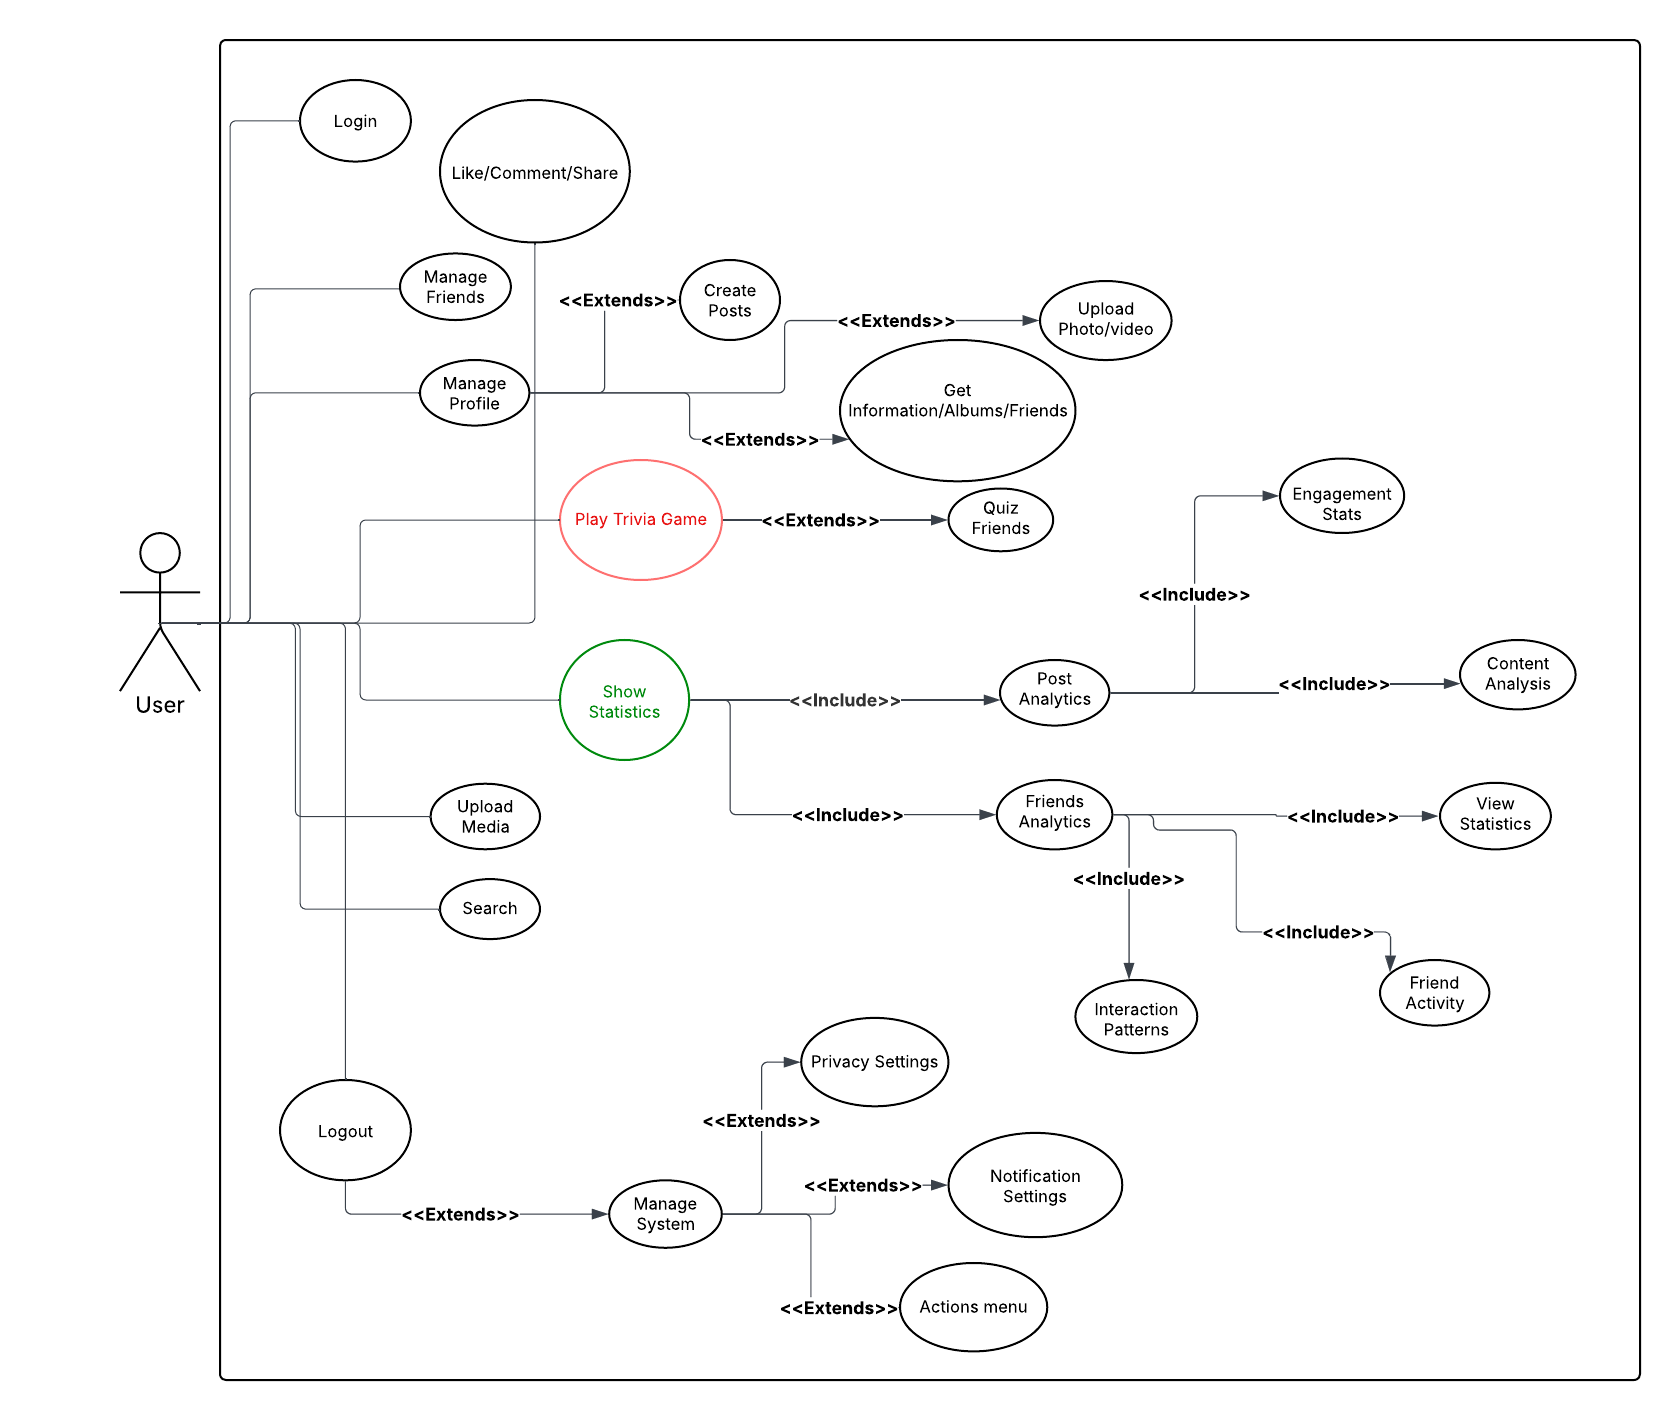 Login
Like/Comment/Share
Manage
Friends
<<Extends>>
Create
Posts
<<Extends>>
Upload
Photo/video
Manage
Profile
Get
Information/Albums/Friends
<<Extends>>
Play Trivia Game
<<Extends>>
Quiz
Friends
Engagement
Stats
<<Include>>
User
Show
Statistics
<<Include>>
Post
Analytics
<<Include>>
Content
Analysis
Upload
Media
<<Include>>
Friends
Analytics
<<Include>>
View
Statistics
<<Include>>
Search
<<Include>>
Friend
Activity
Interaction
Patterns
Privacy Settings
<<Extends>>
Logout
<<Extends>>
Notification
Settings
<<Extends>>
Manage
System
<<Extends>>
Actions menu